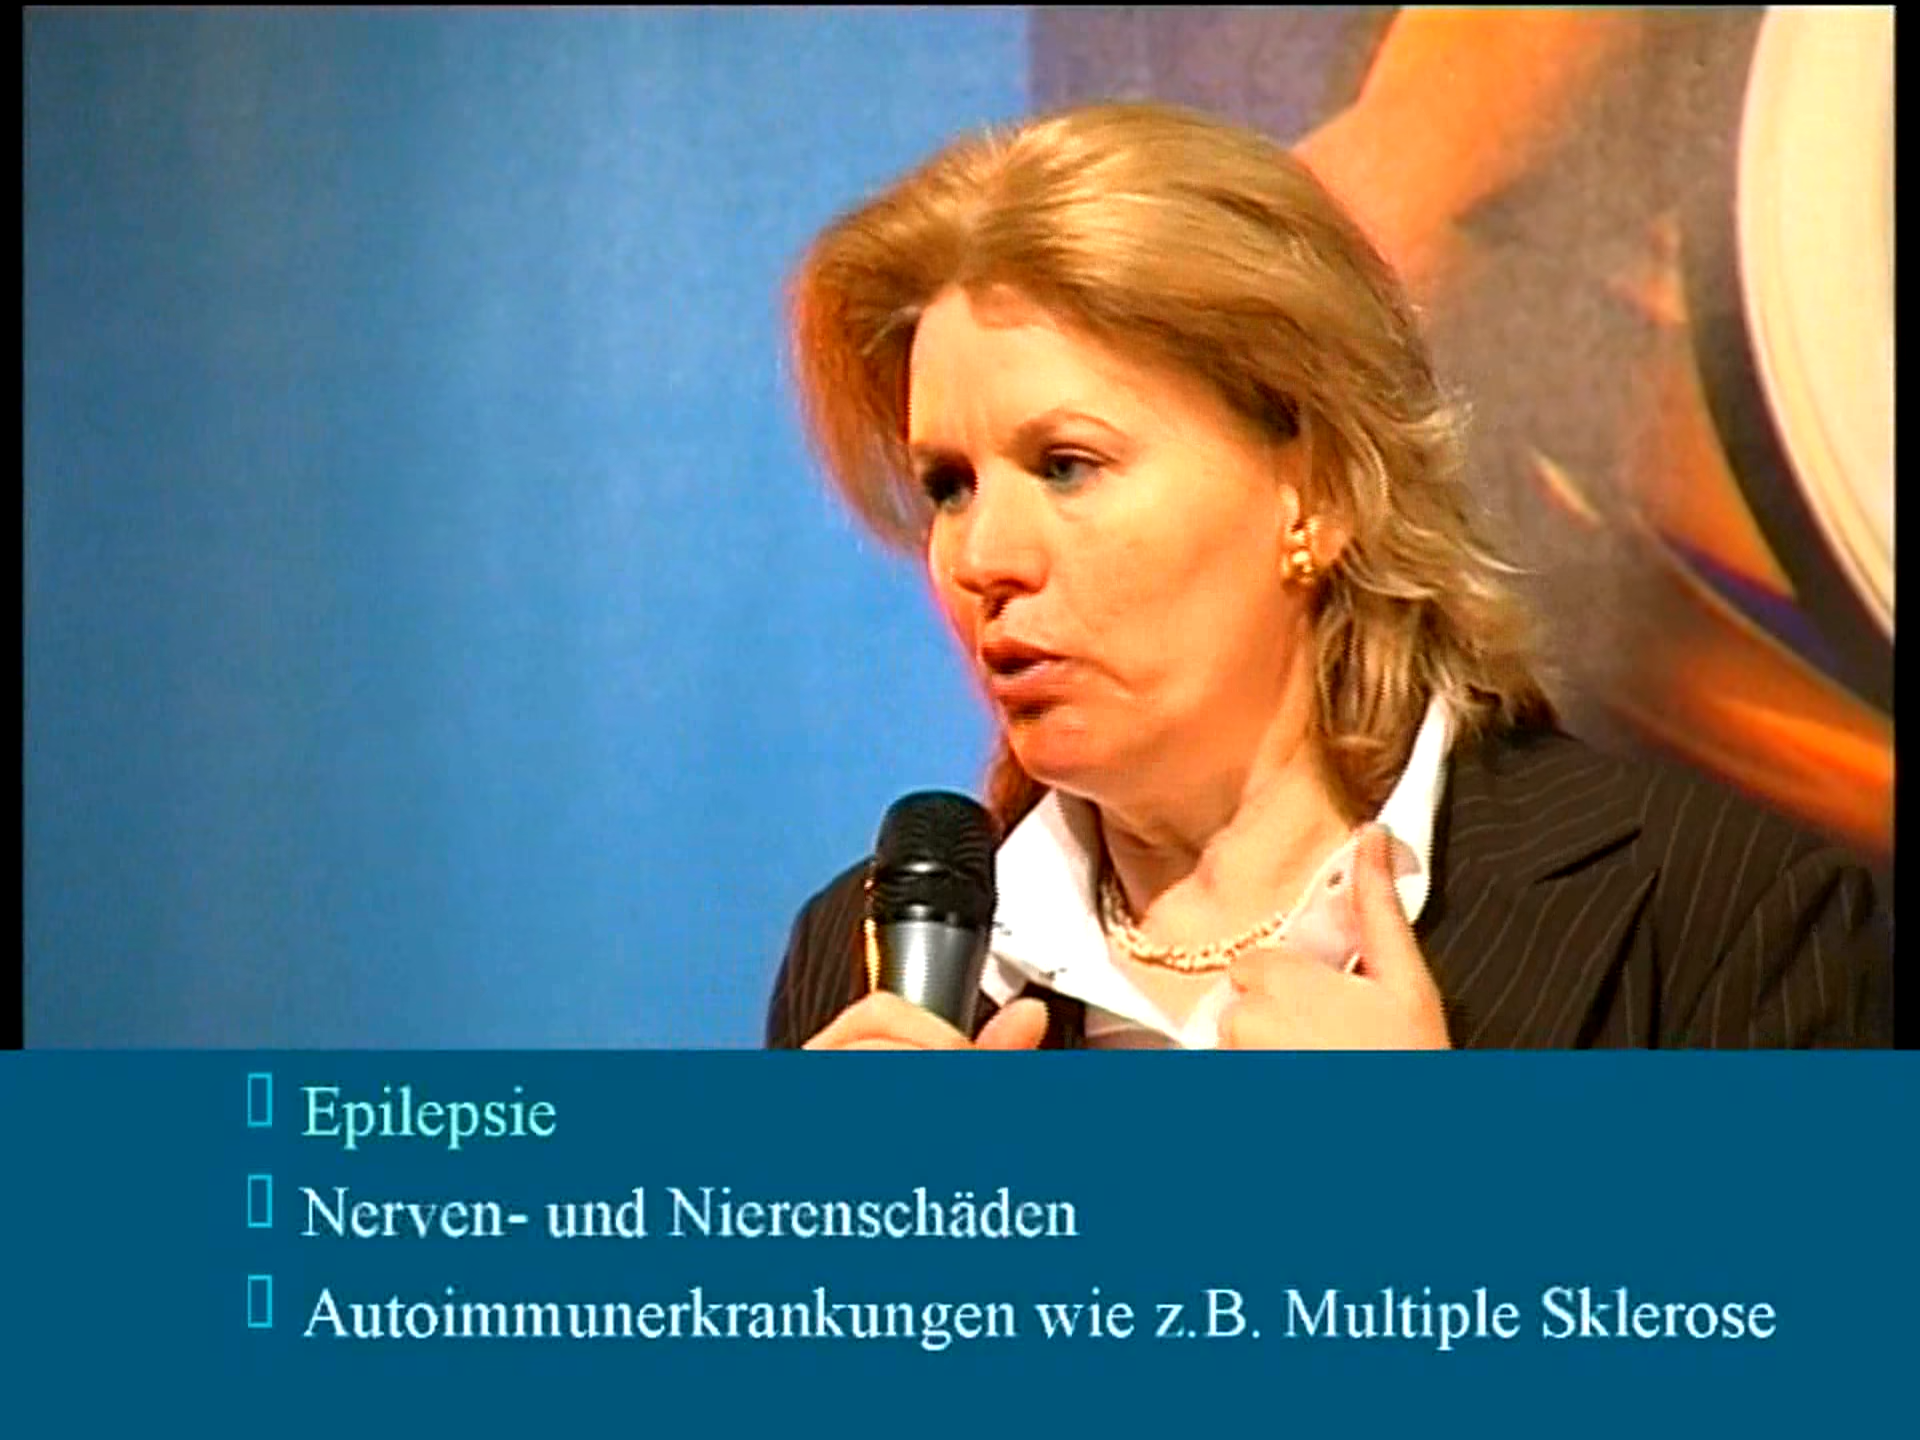 Epilepsie
Nerven- und Nierenschäden
Autoimmunerkrankungen wie z.B. Multiple Sklerose